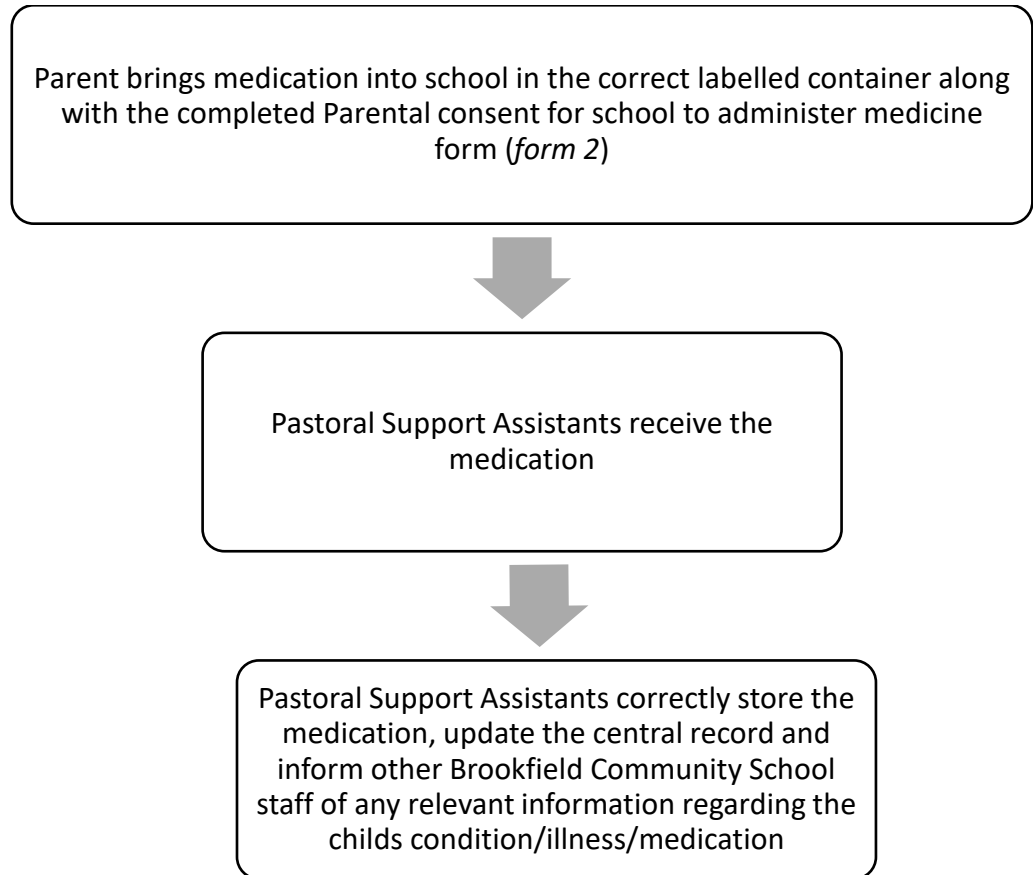 Parent brings medication into school in the correct labelled container along
with the completed Parental consent for school to administer medicine
form (form 2)
Pastoral Support Assistants receive the
medication
Pastoral Support Assistants correctly store the
medication, update the central record and
inform other Brookfield Community School
staff of any relevant information regarding the
childs condition/illness/medication